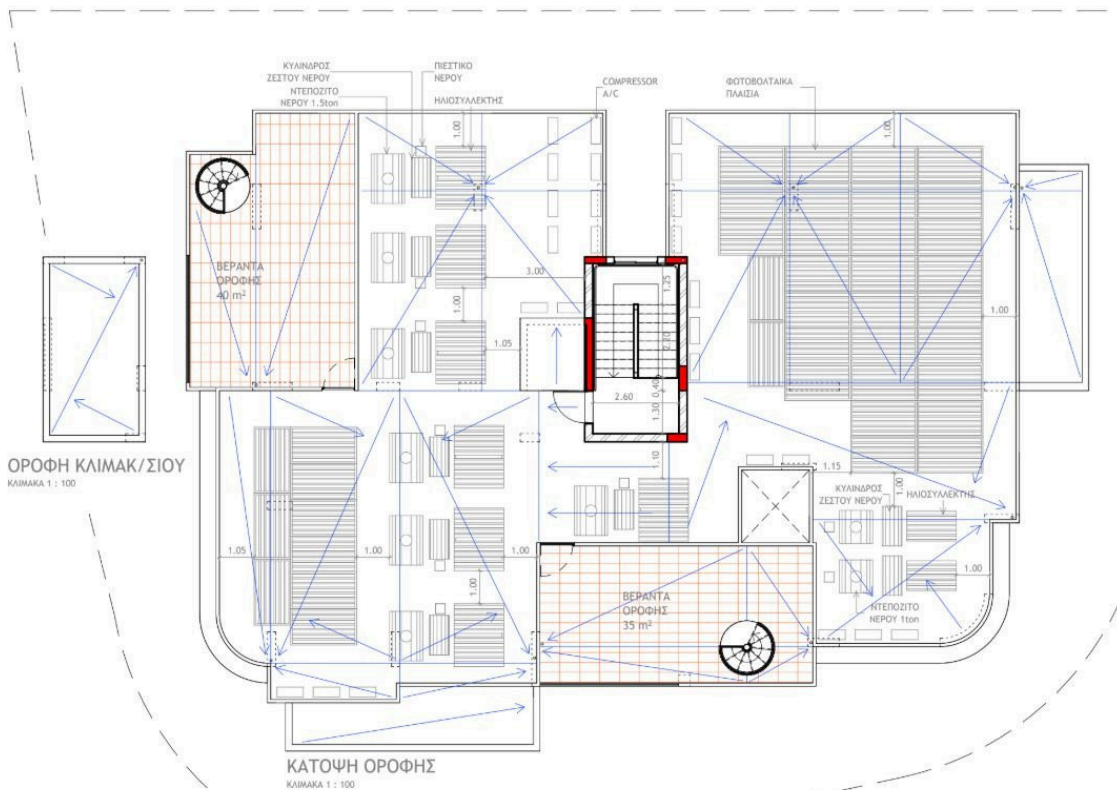 ΚΥΛΙΝΔΡΟΣ
ΖΕΣΤΟΥ ΝΕΡΟΥ
ΝΤΕΠΟΖΙΤΟ
ΝΕΡΟΥ 1.5ton
ΠΙΕΣΤΙΚΟ
ΝΕΡΟΥ
ΗΛΙΟΣΥΛΛΕΚΤΗΣ
COMPRESSOR
A/C
ΦΩΤΟΒΟΛΤΑΙΚΑ
ΠΛΑΙΣΙΑ
1.00
1.00
ΒΕΡΑΝΤΑ
ΟΡΟΦΗΣ
40 m²
3.00
1.25
1.00
1.00
1.05
2.20
0.40
2.60
1.30
1.10
ΟΡΟΦΗ ΚΛΙΜΑΚ/ΣΙΟΥ
ΚΛΙΜΑΚΑ 1 : 100
1.15
1.00
ΚΥΛΙΝΔΡΟΣ
ΖΕΣΤΟΥ ΝΕΡΟΥ
ΗΛΙΟΣΥΛΛΕΚΤΗΣ
1.05
1.00
1.00
1.00
1.00
ΒΕΡΑΝΤΑ
ΟΡΟΦΗΣ
35 m²
ΝΤΕΠΟΖΙΤΟ
ΝΕΡΟΥ 1ton
ΚΑΤΟΨΗ ΟΡΟΦΗΣ
ΚΛΙΜΑΚΑ 1 : 100